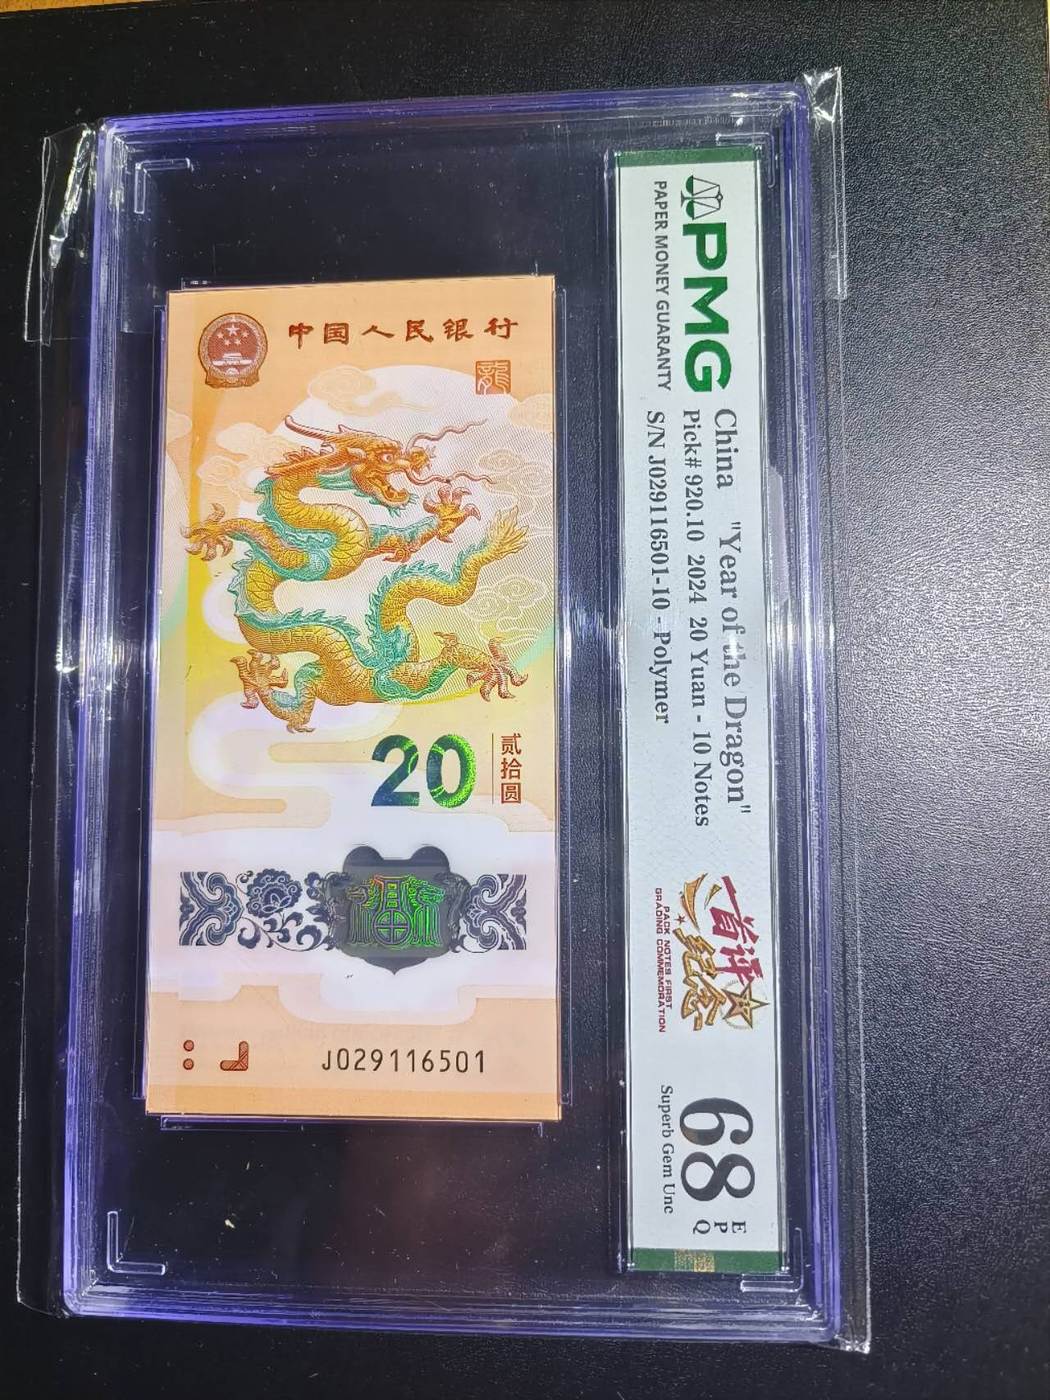 中国人民银行
龍
20
贰拾圆
福
J029116501
PMG
PAPER MONEY GUARANTY
China "Year of the Dragon"
Pick# 920.10 2024 20 Yuan - 10 Notes
S/N J029116501-10 - Polymer
首评
纪念
PACK NOTES FIRST
GRADING COMMEMORATION
68
EPQ
Superb Gem Unc